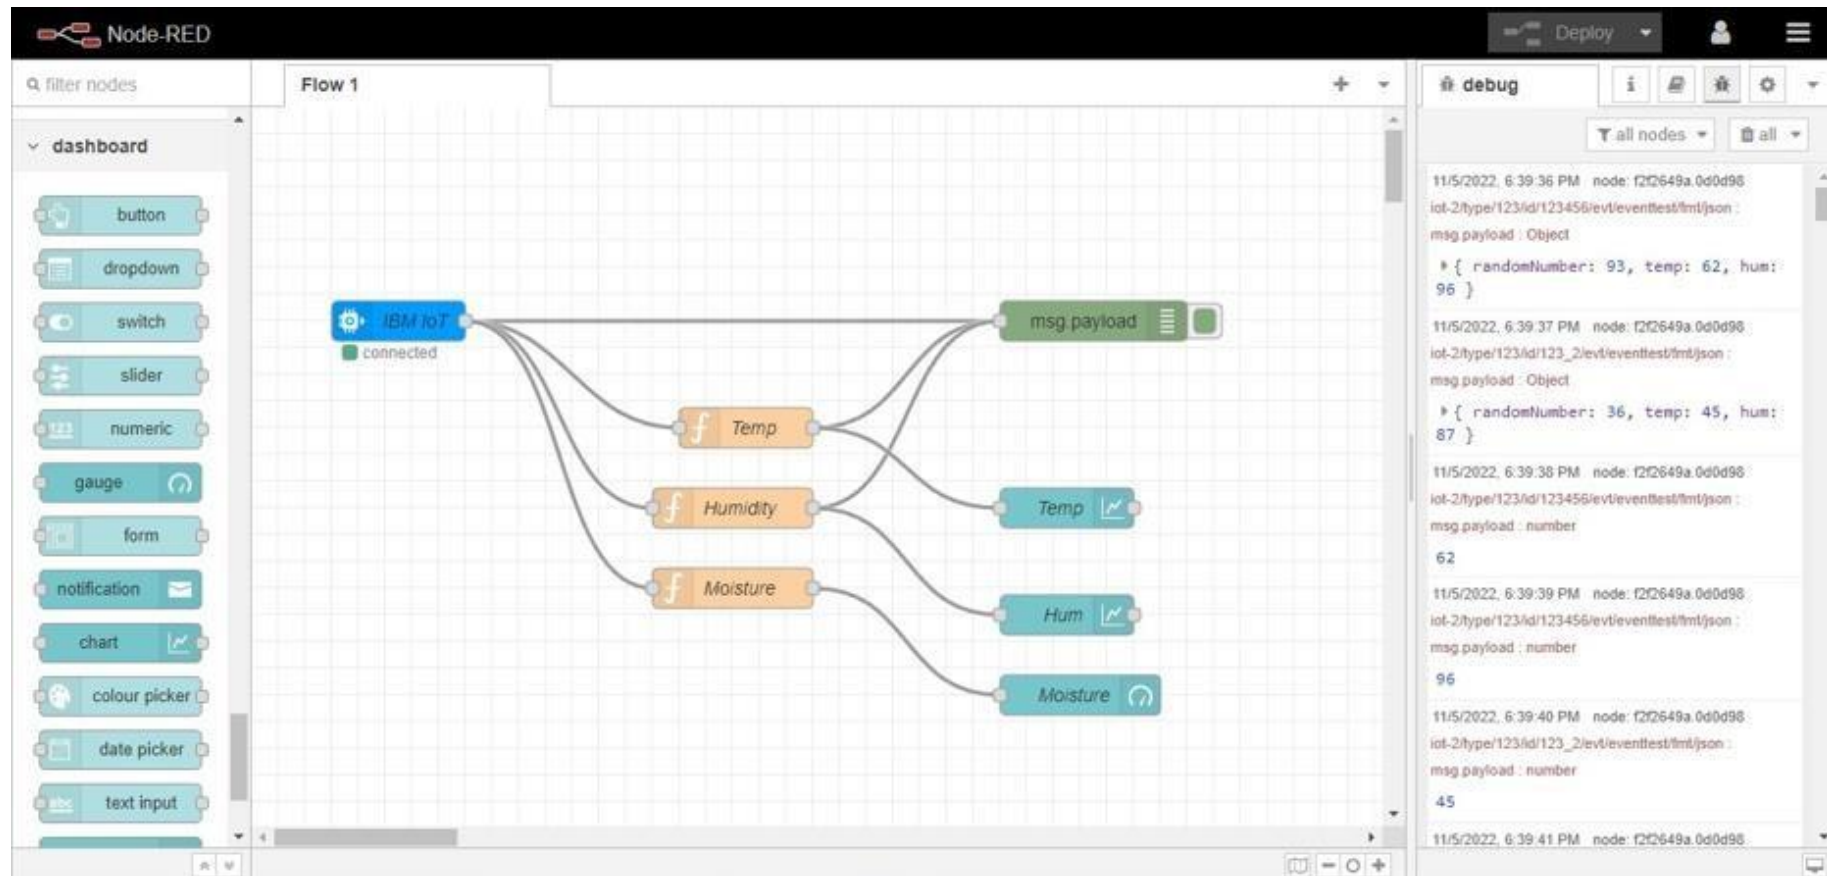 Node-RED
Deploy
filter nodes
Flow 1
debug
i
all nodes
all
dashboard
button
dropdown
switch
slider
123 numeric
gauge
form
notification
chart
colour picker
date picker
abc text input
IBM IoT
connected
msg.payload
f Temp
f Humidity
f Moisture
Temp
Hum
Moisture
11/5/2022, 6:39:36 PM node: f2f2649a.0d0d98
iot-2/type/123/id/123456/evt/eventtest/fmt/json :
msg.payload : Object
{ randomNumber: 93, temp: 62, hum:
96 }
11/5/2022, 6:39:37 PM node: f2f2649a.0d0d98
iot-2/type/123/id/123_2/evt/eventtest/fmt/json :
msg.payload : Object
{ randomNumber: 36, temp: 45, hum:
87 }
11/5/2022, 6:39:38 PM node: f2f2649a.0d0d98
iot-2/type/123/id/123456/evt/eventtest/fmt/json :
msg.payload : number
62
11/5/2022, 6:39:39 PM node: f2f2649a.0d0d98
iot-2/type/123/id/123456/evt/eventtest/fmt/json :
msg.payload : number
96
11/5/2022, 6:39:40 PM node: f2f2649a.0d0d98
iot-2/type/123/id/123_2/evt/eventtest/fmt/json :
msg.payload : number
45
11/5/2022, 6:39:41 PM node: f2f2649a.0d0d98